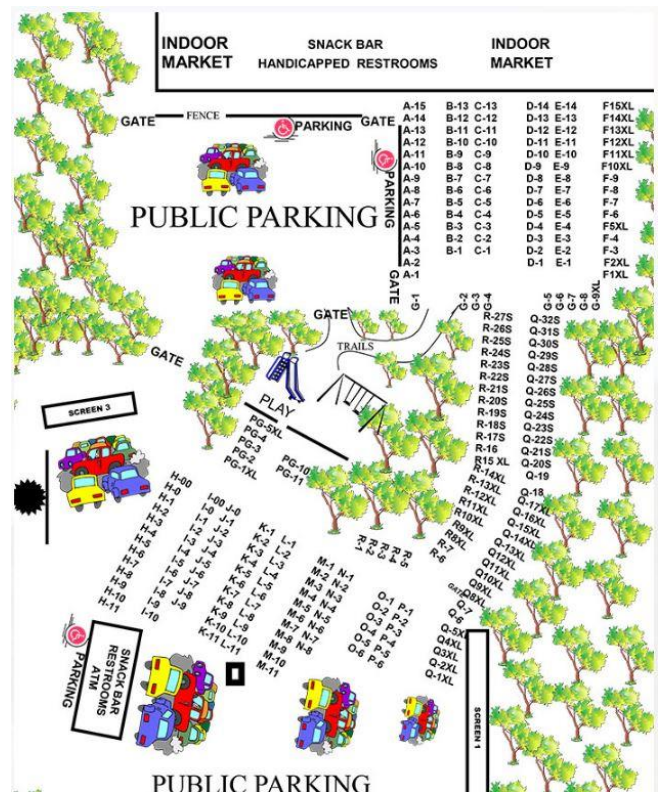 INDOOR MARKET
SNACK BAR
HANDICAPPED RESTROOMS
INDOOR MARKET
GATE
FENCE
PARKING
GATE
PARKING
PUBLIC PARKING
GATE
A-15
A-14
A-13
A-12
A-11
A-10
A-9
A-8
A-7
A-6
A-5
A-4
A-3
A-2
A-1
B-13 C-13
B-12 C-12
B-11 C-11
B-10 C-10
B-9 C-9
B-8 C-8
B-7 C-7
B-6 C-6
B-5 C-5
B-4 C-4
B-3 C-3
B-2 C-2
B-1 C-1
D-14 E-14
D-13 E-13
D-12 E-12
D-11 E-11
D-10 E-10
D-9 E-9
D-8 E-8
D-7 E-7
D-6 E-6
D-5 E-5
D-4 E-4
D-3 E-3
D-2 E-2
D-1 E-1
F15XL
F14XL
F13XL
F12XL
F11XL
F10XL
F-9
F-8
F-7
F-6
F5XL
F-4
F-3
F2XL
F1XL
G-1
G-2
G-3
G-4
G-5
G-6
G-7
G-8
G-9XL
GATE
TRAILS
GATE
PLAY
R-27S
R-26S
R-25S
R-24S
R-23S
R-22S
R-21S
R-20S
R-19S
R-18S
R-17S
R-16
R15 XL
R-14XL
R-13XL
R-12XL
R11XL
R10XL
R9XL
R8XL
R-7
R-6
Q-32S
Q-31S
Q-30S
Q-29S
Q-28S
Q-27S
Q-26S
Q-25S
Q-24S
Q-23S
Q-22S
Q-21S
Q-20S
Q-19
Q-18
Q-17XL
Q-16XL
Q-15XL
Q-14XL
Q-13XL
Q12XL
Q11XL
Q10XL
Q9XL
Q8XL
GATE
Q-7
Q-6
Q-5XL
Q4XL
Q3XL
Q-2XL
Q-1XL
SCREEN 3
PG-5XL
PG-4
PG-3
PG-2
PG-1XL
PG-10
PG-11
R-1
R-2
R-3
R-4
R-5
H-00
H-0
H-1
H-2
H-3
H-4
H-5
H-6
H-7
H-8
H-9
H-10
H-11
I-00 J-0
I-0 J-1
I-1 J-2
I-2 J-3
I-3 J-4
I-4 J-5
I-5 J-6
I-6 J-7
I-7 J-8
I-8 J-9
I-9
I-10
K-1 L-1
K-2 L-2
K-3 L-3
K-4 L-4
K-5 L-5
K-6 L-6
K-7 L-7
K-8 L-8
K-9 L-9
K-10 L-10
K-11 L-11
M-1 N-1
M-2 N-2
M-3 N-3
M-4 N-4
M-5 N-5
M-6 N-6
M-7 N-7
M-8 N-8
M-9
M-10
M-11
O-1 P-1
O-2 P-2
O-3 P-3
O-4 P-4
O-5 P-5
O-6 P-6
PARKING
SNACK BAR
RESTROOMS
ATM
SCREEN 1
PUBLIC PARKING